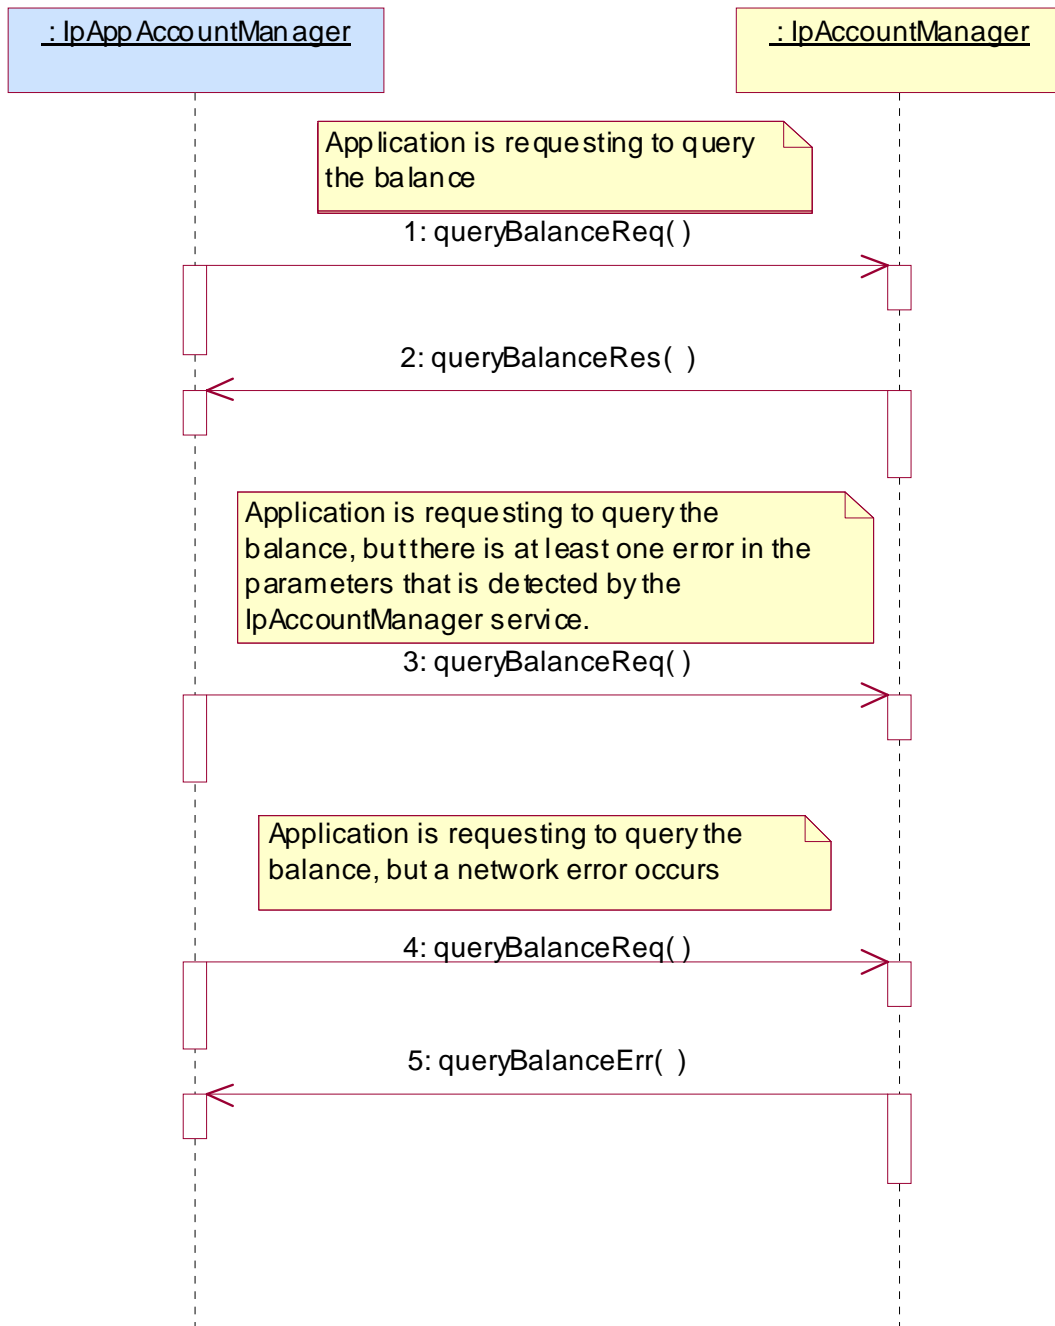 : IpAppAccountManager
: IpAccountManager
Application is requesting to query
the balance
1: queryBalanceReq( )
2: queryBalanceRes( )
Application is requesting to query the
balance, but there is at least one error in the
parameters that is detected by the
IpAccountManager service.
3: queryBalanceReq( )
Application is requesting to query the
balance, but a network error occurs
4: queryBalanceReq( )
5: queryBalanceErr( )